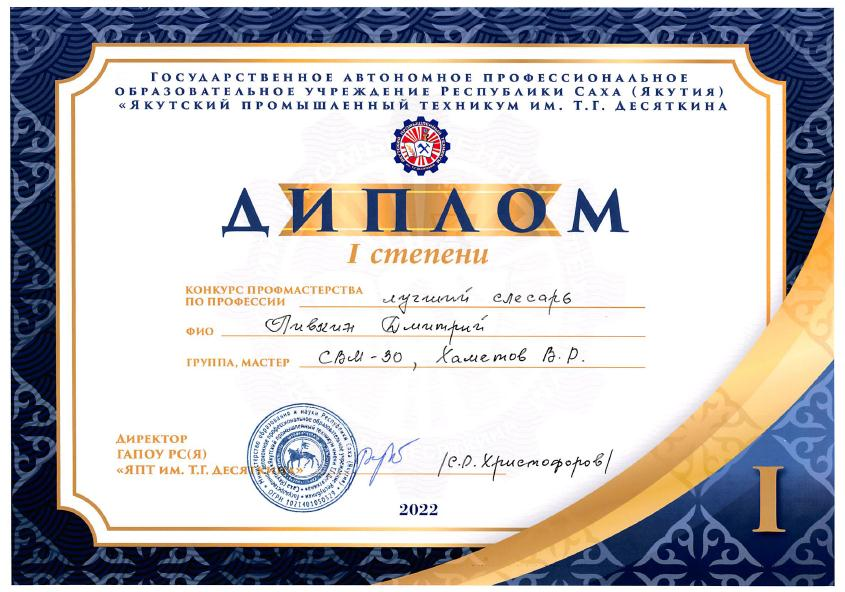 Государственное автономное профессиональное
образовательное учреждение Республики Саха (Якутия)
«Якутский промышленный техникум им. Т.Г. Десяткина
ДИПЛОМ
I степени
КОНКУРС ПРОФМАСТЕРСТВА
ПО ПРОФЕССИИ лучший слесарь
ФИО Пивкин Дмитрий
ГРУППА, МАСТЕР СВМ-30, Хаметов В.Р.
ДИРЕКТОР
ГАПОУ РС(Я)
«ЯПТ ИМ. Т.Г. ДЕСЯТКИНА»
/С.О. Христофоров/
2022
I